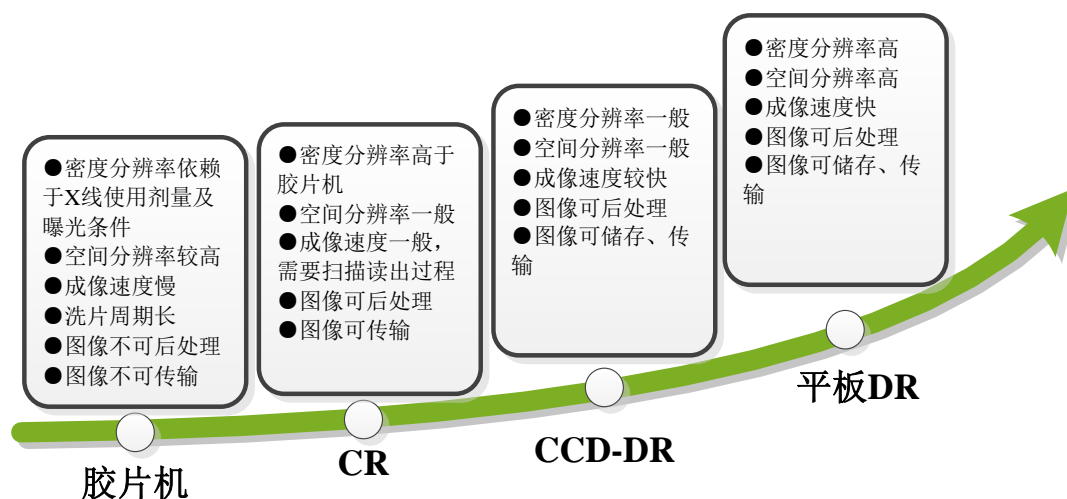 ●密度分辨率依赖
于X线使用剂量及
曝光条件
●空间分辨率较高
●成像速度慢
●洗片周期长
●图像不可后处理
●图像不可传输
胶片机
●密度分辨率高于
胶片机
●空间分辨率一般
●成像速度一般，
需要扫描读出过程
●图像可后处理
●图像可传输
CR
●密度分辨率一般
●空间分辨率一般
●成像速度较快
●图像可后处理
●图像可储存、传
输
CCD-DR
●密度分辨率高
●空间分辨率高
●成像速度快
●图像可后处理
●图像可储存、传
输
平板DR